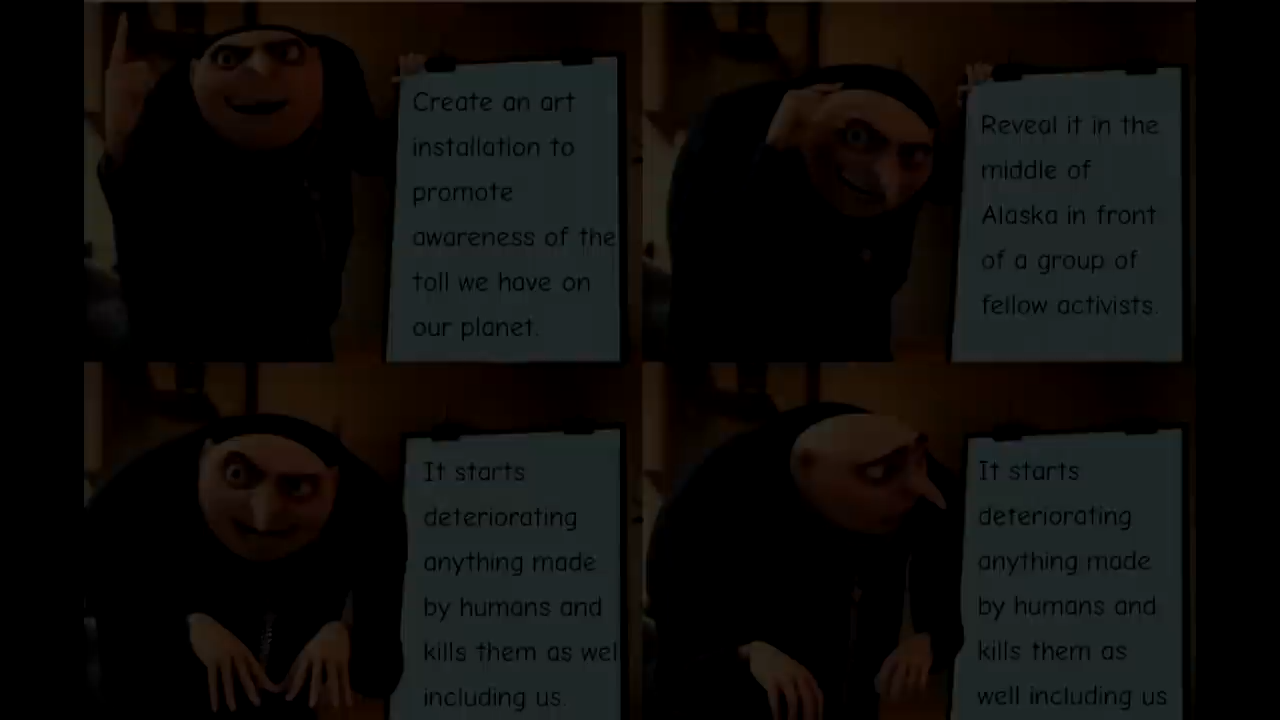 Create an art
installation to
promote
awareness of the
toll we have on
our planet.
Reveal it in the
middle of
Alaska in front
of a group of
fellow activists.
It starts
deteriorating
anything made
by humans and
kills them as wel
including us.
It starts
deteriorating
anything made
by humans and
kills them as
well including us